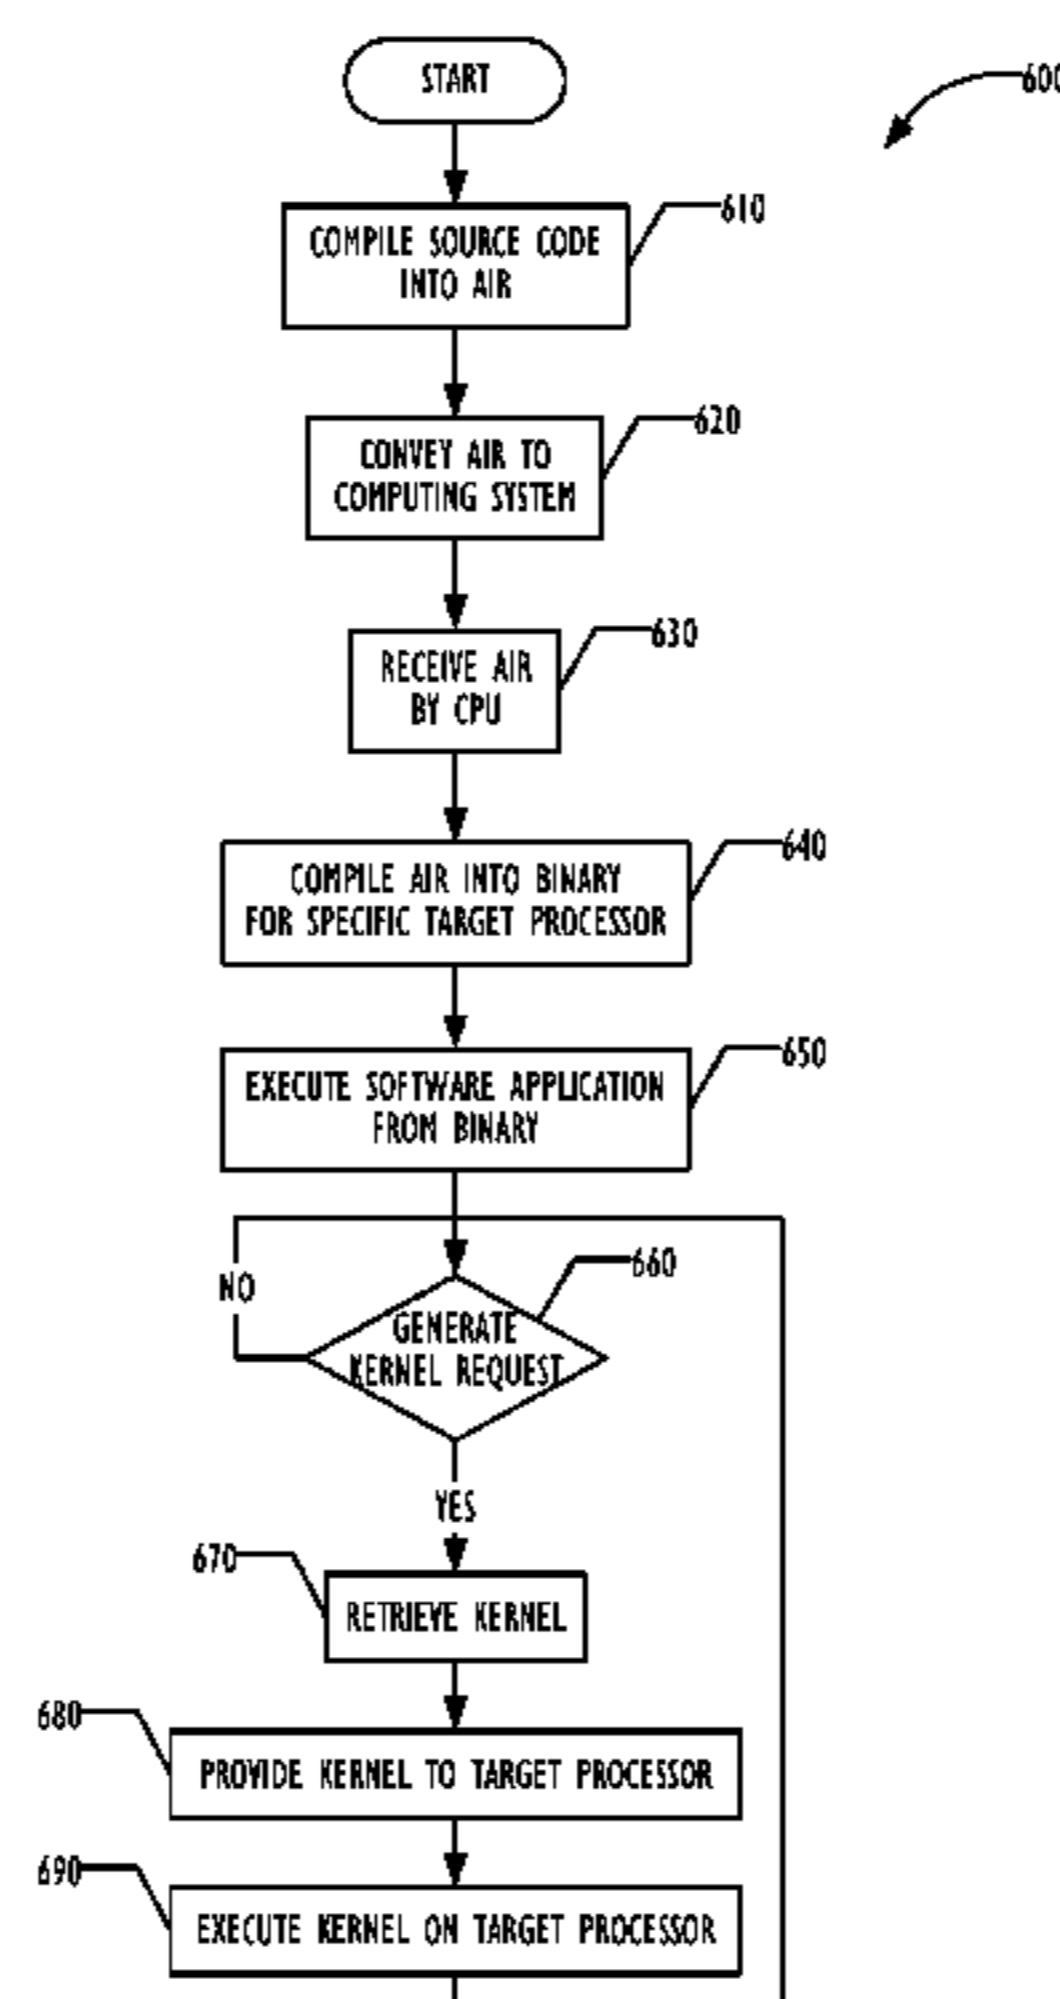 START
600
COMPILE SOURCE CODE
INTO AIR
610
CONVEY AIR TO
COMPUTING SYSTEM
620
RECEIVE AIR
BY CPU
630
COMPILE AIR INTO BINARY
FOR SPECIFIC TARGET PROCESSOR
640
EXECUTE SOFTWARE APPLICATION
FROM BINARY
650
NO
GENERATE
KERNEL REQUEST
660
YES
670
RETRIEVE KERNEL
680
PROVIDE KERNEL TO TARGET PROCESSOR
690
EXECUTE KERNEL ON TARGET PROCESSOR